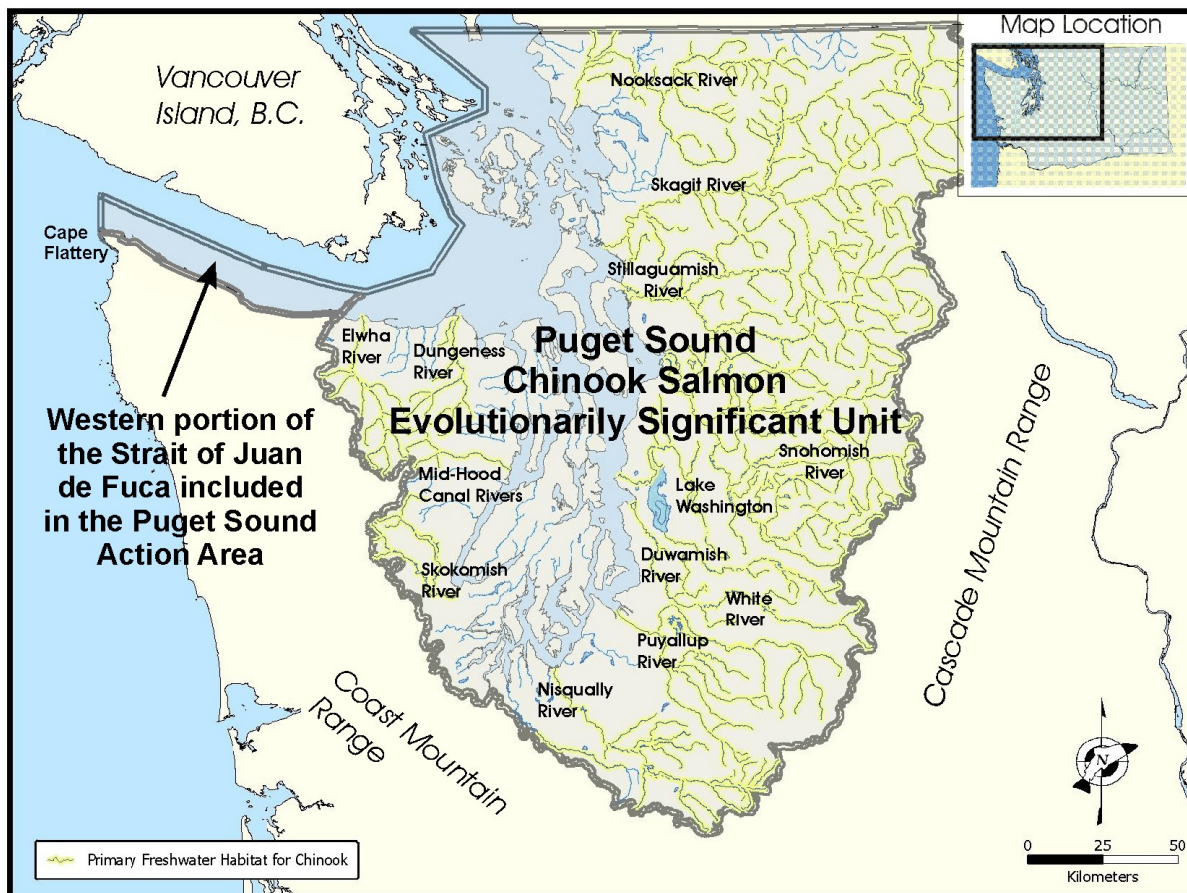 Map Location
Vancouver
Island, B.C.
Nooksack River
Skagit River
Cape
Flattery
Stillaguamish
River
Elwha
River
Dungeness
River
Puget Sound
Chinook Salmon
Evolutionarily Significant Unit
Western portion of
the Strait of Juan
de Fuca included
in the Puget Sound
Action Area
Mid-Hood
Canal Rivers
Snohomish
River
Lake
Washington
Skokomish
River
Duwamish
River
White
River
Puyallup
River
Nisqually
River
Coast Mountain
Range
Cascade Mountain Range
N
Primary Freshwater Habitat for Chinook
0 25 50
Kilometers